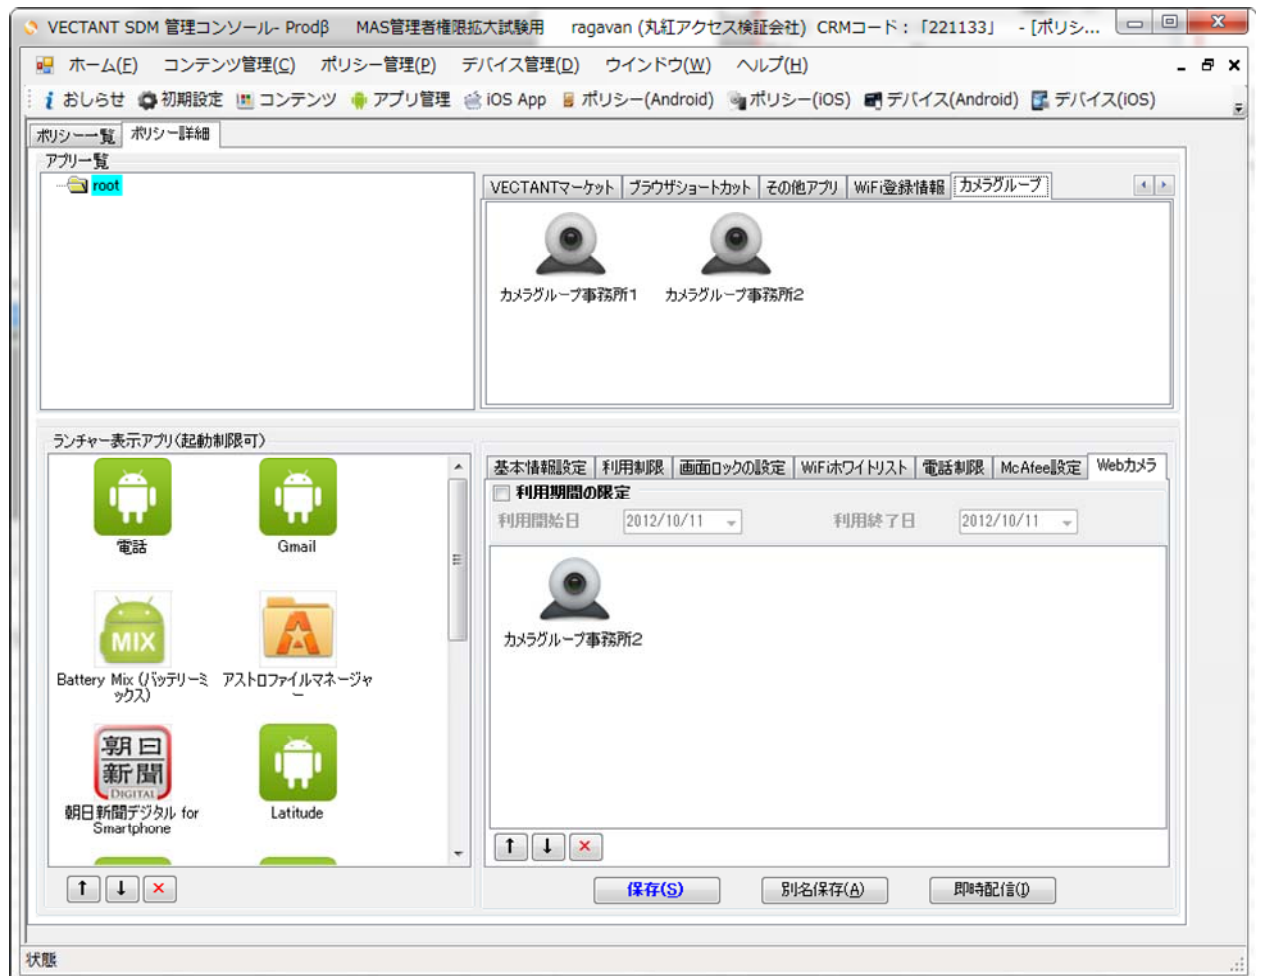 VECTANT SDM 管理コンソール- Prodβ　MAS管理者権限拡大試験用　ragavan (丸紅アクセス検証会社) CRMコード：「221133」 - [ポリシ...
ホーム(F) コンテンツ管理(C) ポリシー管理(P) デバイス管理(D) ウインドウ(W) ヘルプ(H)
おしらせ 初期設定 コンテンツ アプリ管理 iOS App ポリシー(Android) ポリシー(iOS) デバイス(Android) デバイス(iOS)
ポリシー一覧 ポリシー詳細
アプリ一覧
root
VECTANTマーケット ブラウザショートカット その他アプリ WiFi登録情報 カメラグループ
カメラグループ事務所1 カメラグループ事務所2
ランチャー表示アプリ(起動制限可)
電話 Gmail
Battery Mix (バッテリーミックス) アストロファイルマネージャー
MIX
朝日新聞 DIGITAL
朝日新聞デジタル for Smartphone Latitude
基本情報設定 利用制限 画面ロックの設定 WiFiホワイトリスト 電話制限 McAfee設定 Webカメラ
利用期間の限定
利用開始日 2012/10/11 利用終了日 2012/10/11
カメラグループ事務所2
保存(S) 別名保存(A) 即時配信(I)
状態